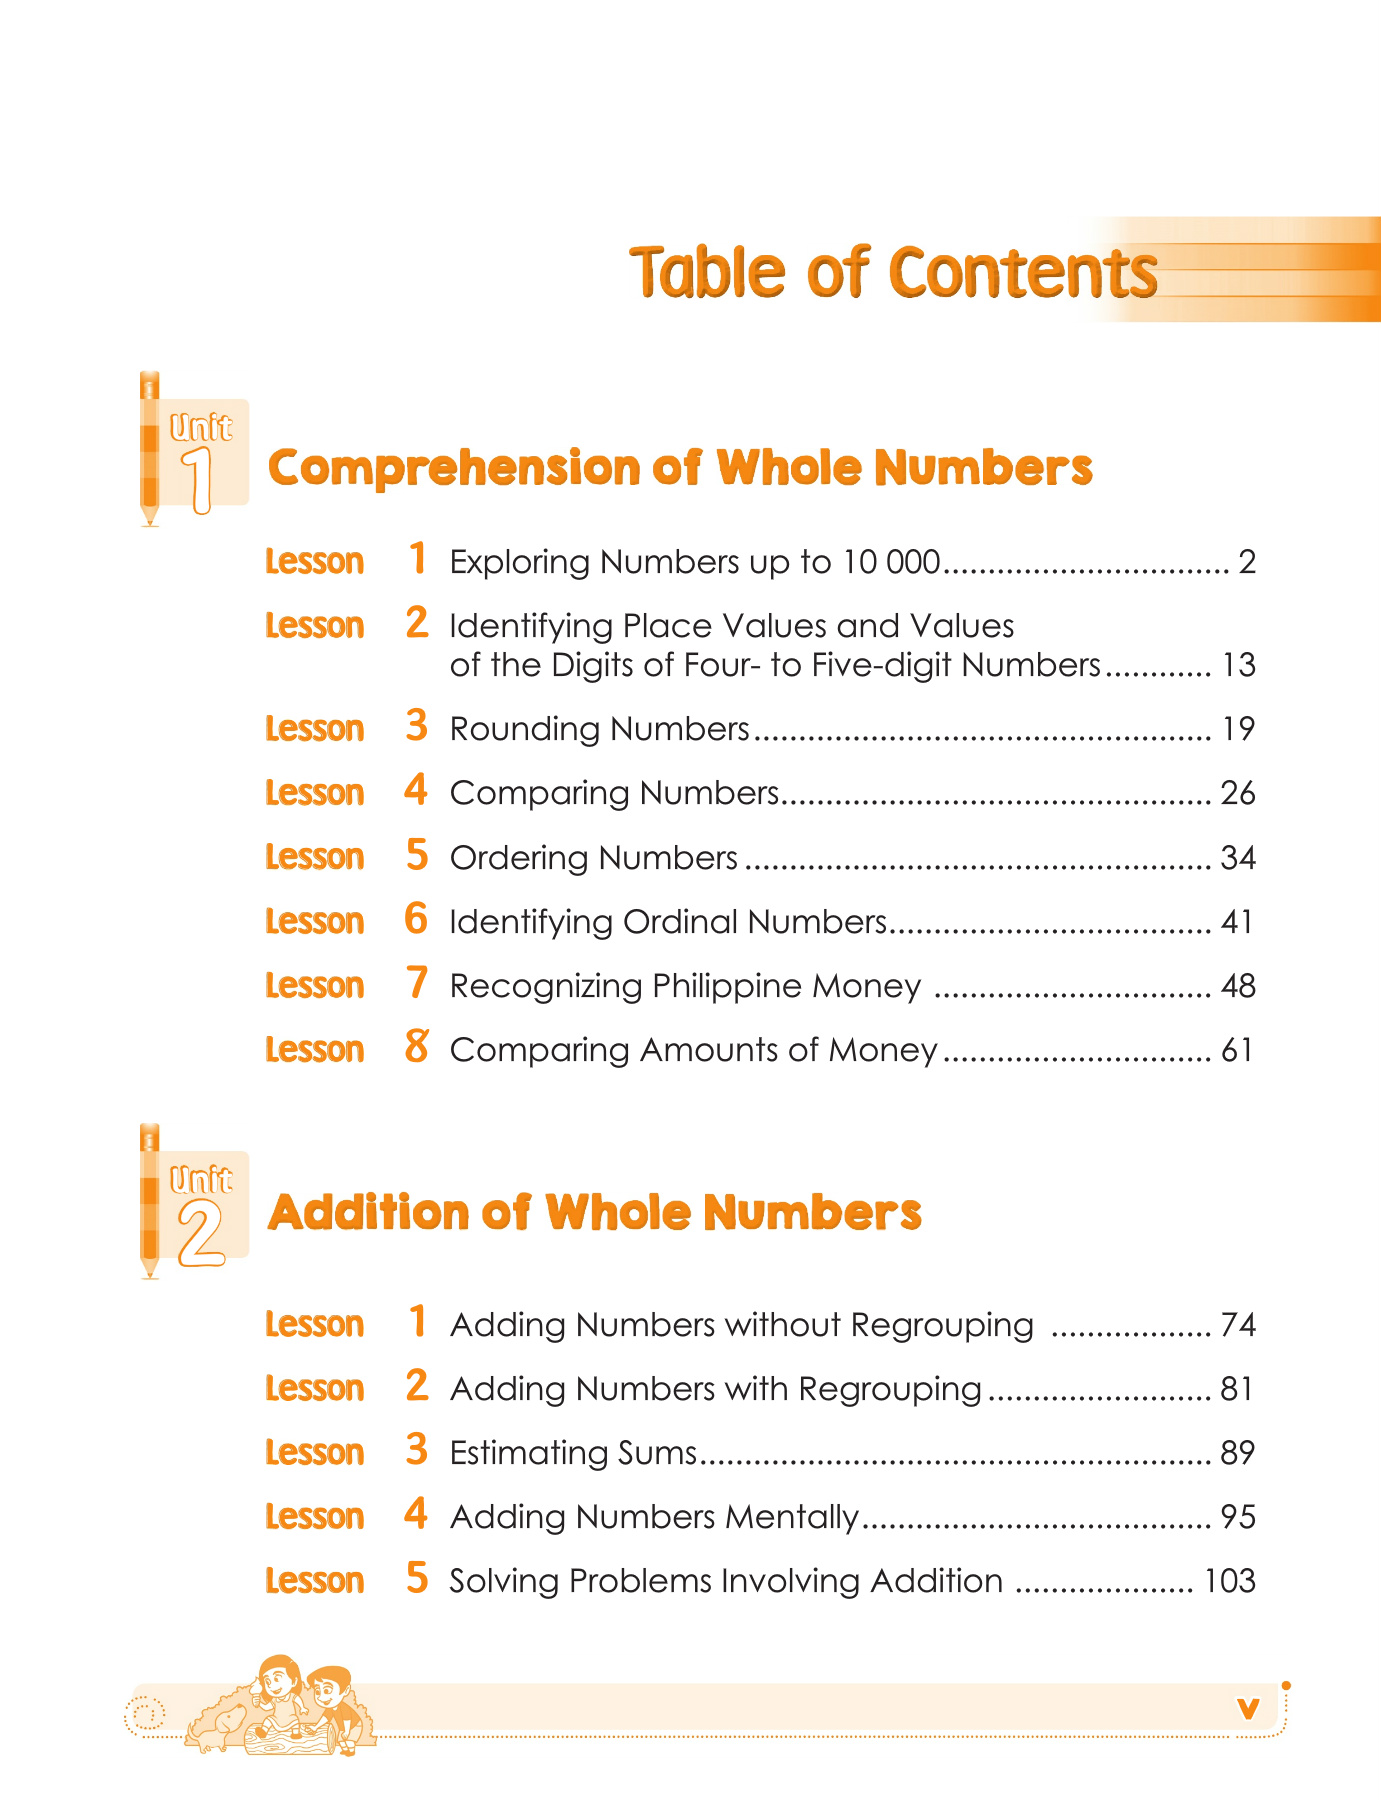 Table of Contents
Unit
1
Comprehension of Whole Numbers
Lesson 1 Exploring Numbers up to 10 000................................ 2
Lesson 2 Identifying Place Values and Values
of the Digits of Four- to Five-digit Numbers............ 13
Lesson 3 Rounding Numbers................................................... 19
Lesson 4 Comparing Numbers................................................ 26
Lesson 5 Ordering Numbers .................................................... 34
Lesson 6 Identifying Ordinal Numbers.................................... 41
Lesson 7 Recognizing Philippine Money ............................... 48
Lesson 8 Comparing Amounts of Money.............................. 61
Unit
2
Addition of Whole Numbers
Lesson 1 Adding Numbers without Regrouping .................. 74
Lesson 2 Adding Numbers with Regrouping ......................... 81
Lesson 3 Estimating Sums......................................................... 89
Lesson 4 Adding Numbers Mentally....................................... 95
Lesson 5 Solving Problems Involving Addition .................... 103
v